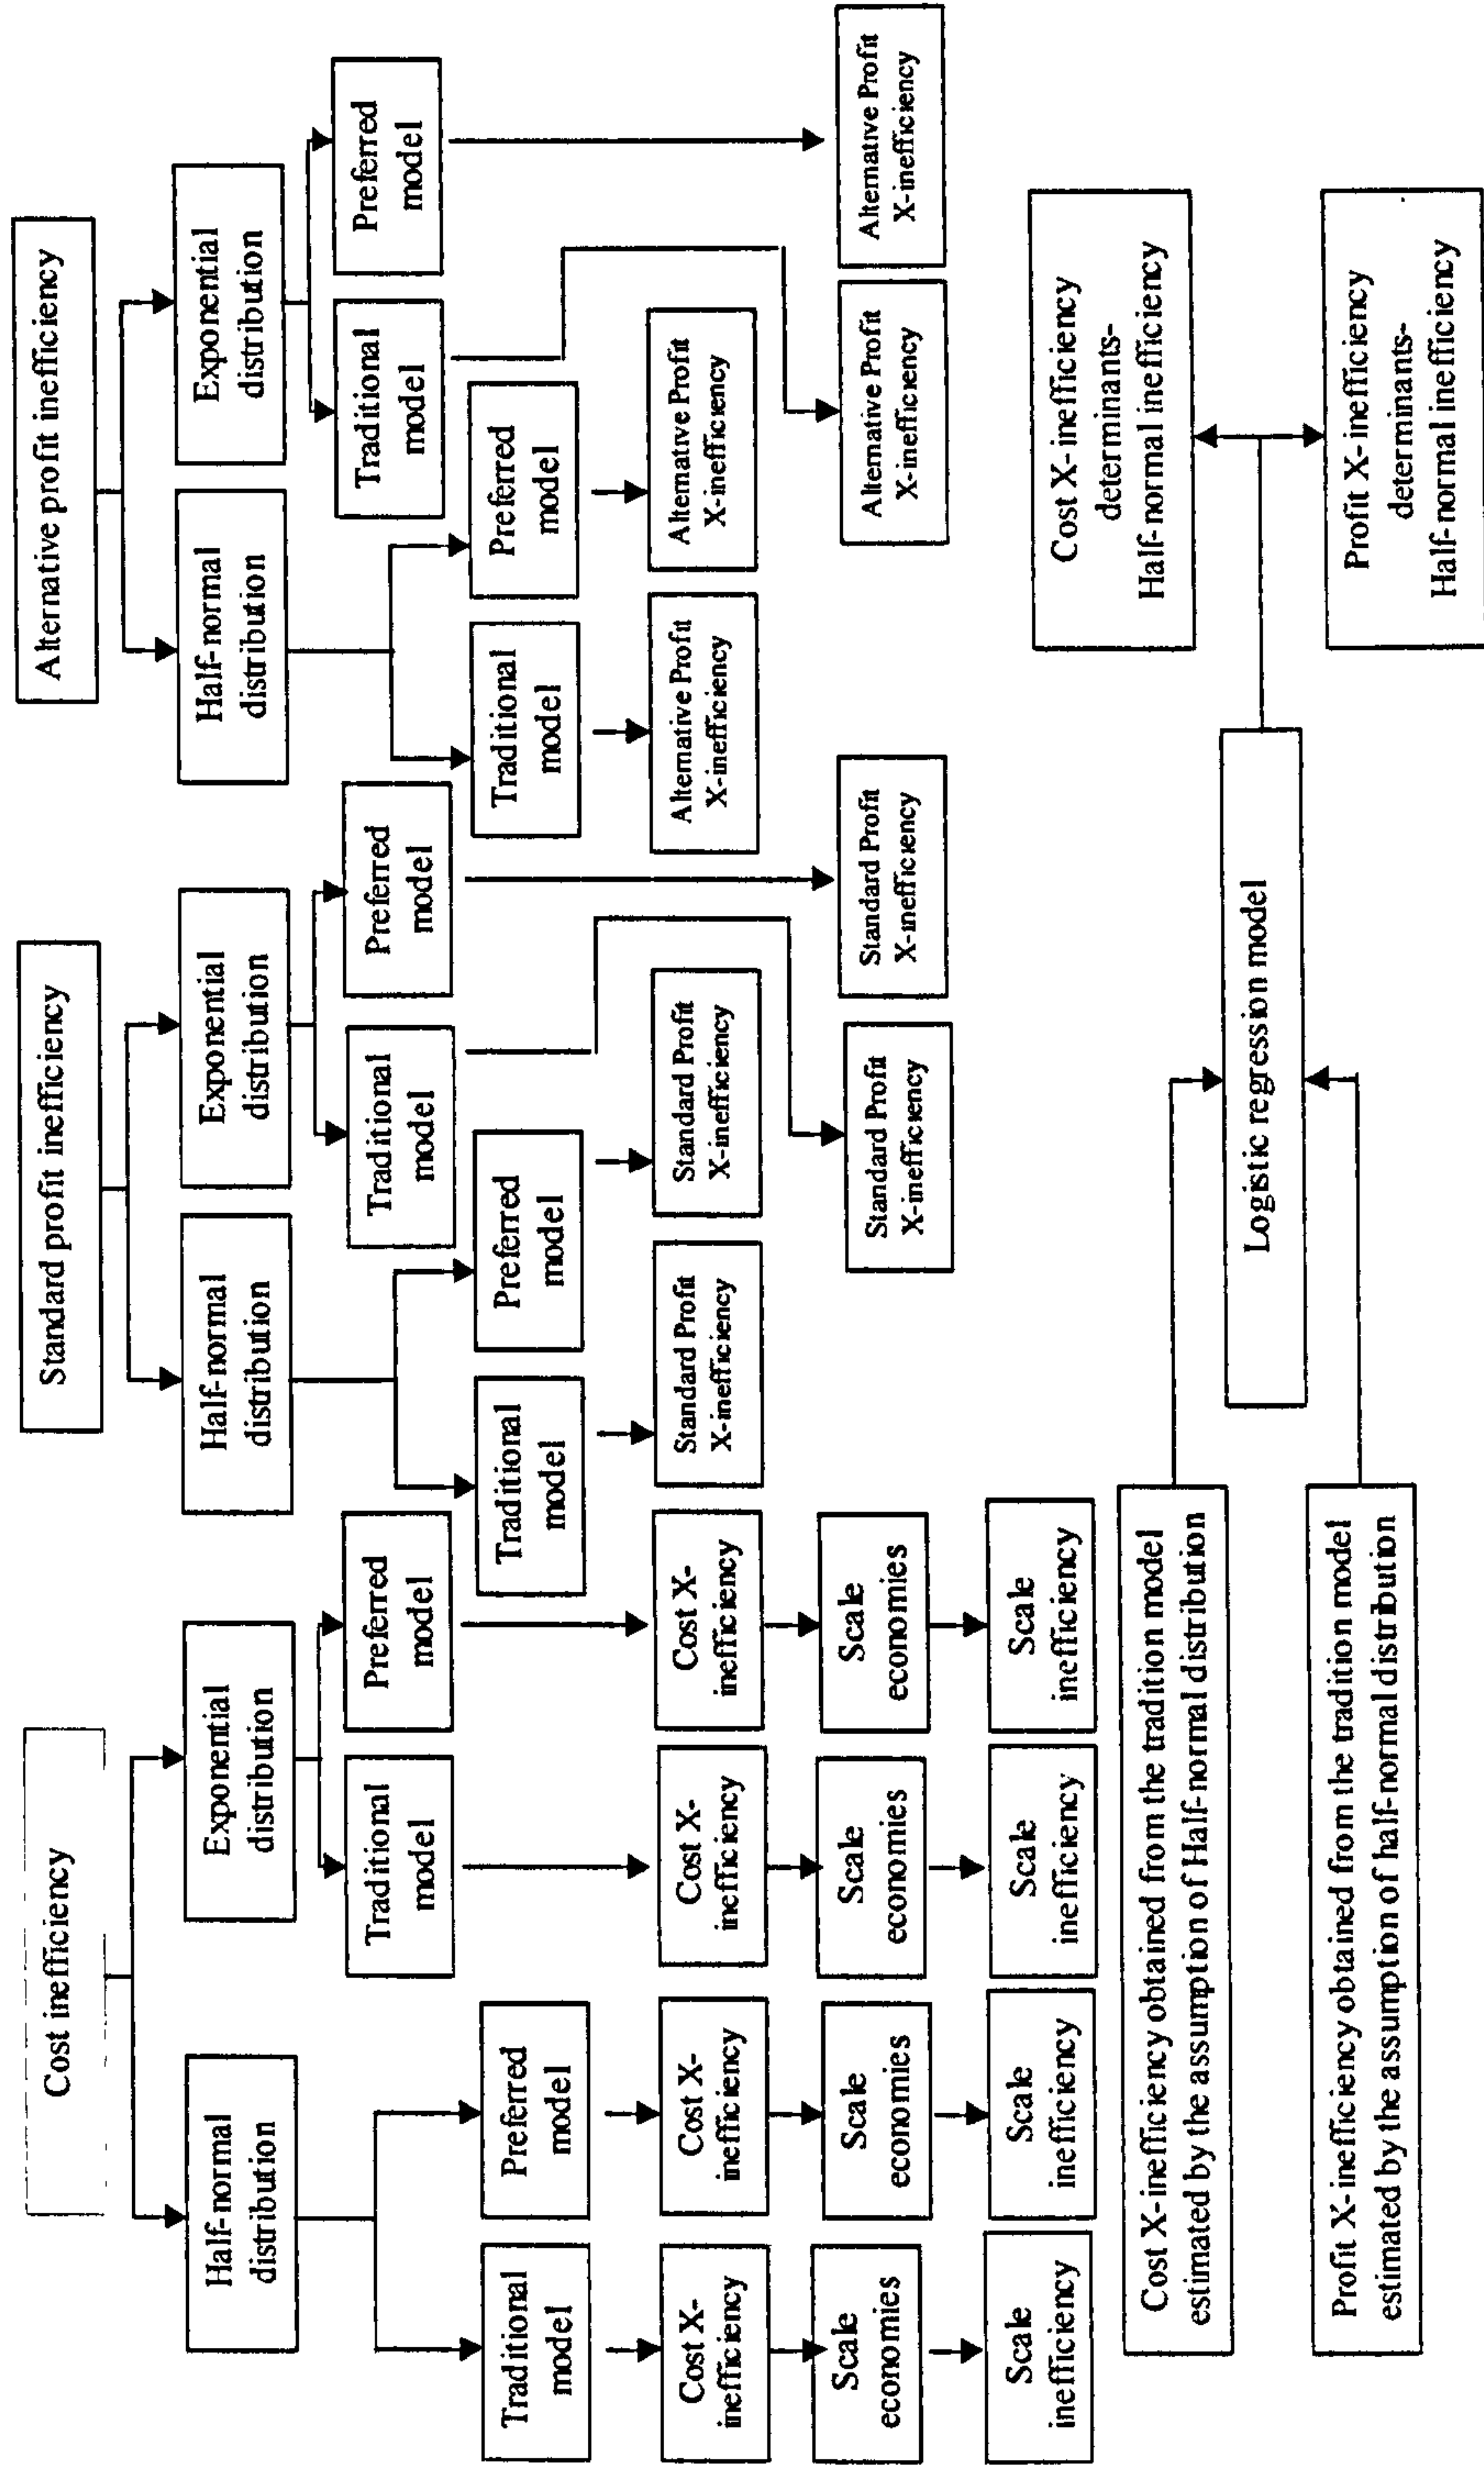 Cost inefficiency
Half-normal
distribution
Exponential
distribution
Traditional
model
Preferred
model
Traditional
model
Preferred
model
Cost X-
inefficiency
Cost X-
inefficiency
Cost X-
inefficiency
Cost X-
inefficiency
Scale
economies
Scale
economies
Scale
economies
Scale
economies
Scale
inefficiency
Scale
inefficiency
Scale
inefficiency
Scale
inefficiency
Standard profit inefficiency
Half-normal
distribution
Exponential
distribution
Traditional
model
Preferred
model
Traditional
model
Preferred
model
Standard Profit
X-inefficiency
Standard Profit
X-inefficiency
Standard Profit
X-inefficiency
Standard Profit
X-inefficiency
Alternative profit inefficiency
Half-normal
distribution
Exponential
distribution
Traditional
model
Preferred
model
Traditional
model
Preferred
model
Alternative Profit
X-inefficiency
Alternative Profit
X-inefficiency
Alternative Profit
X-inefficiency
Alternative Profit
X-inefficiency
Cost X-inefficiency obtained from the tradition model
estimated by the assumption of Half-normal distribution
Profit X-inefficiency obtained from the tradition model
estimated by the assumption of half-normal distribution
Logistic regression model
Cost X-inefficiency
determinants-
Half-normal inefficiency
Profit X-inefficiency
determinants-
Half-normal inefficiency